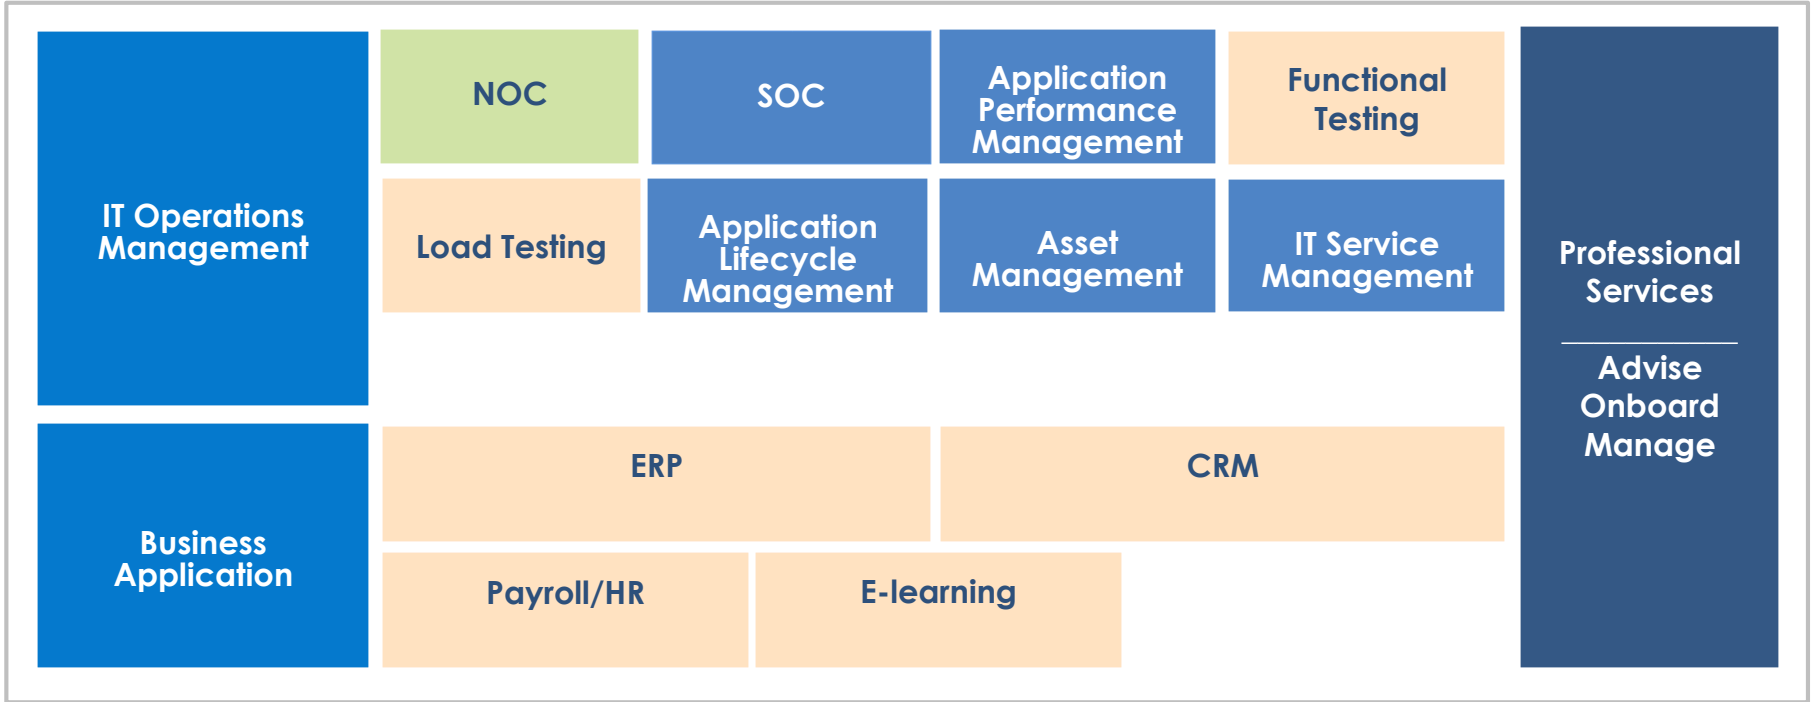 IT Operations
Management
NOC
SOC
Application
Performance
Management
Functional
Testing
Load Testing
Application
Lifecycle
Management
Asset
Management
IT Service
Management
Business
Application
ERP
CRM
Payroll/HR
E-learning
Professional
Services
Advise
Onboard
Manage